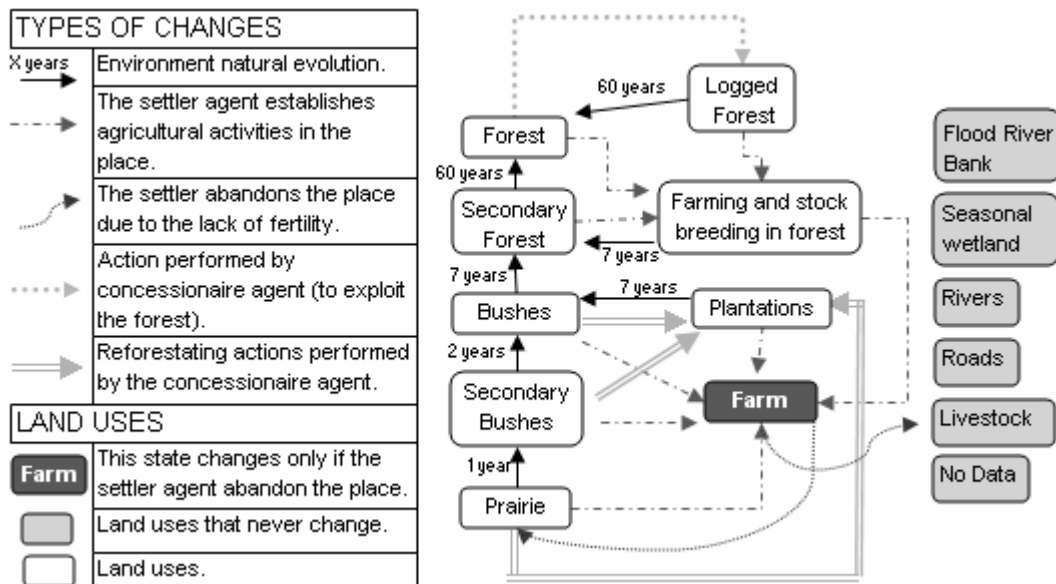 TYPES OF CHANGES
X years
Environment natural evolution.
The settler agent establishes
agricultural activities in the
place.
The settler abandons the place
due to the lack of fertility.
Action performed by
concessionaire agent (to exploit
the forest).
Reforestating actions performed
by the concessionaire agent.
LAND USES
Farm
This state changes only if the
settler agent abandon the place.
Land uses that never change.
Land uses.
Logged
Forest
60 years
Forest
60 years
Secondary
Forest
Farming and stock
breeding in forest
7 years
7 years
7 years
Bushes
Plantations
2 years
Secondary
Bushes
Farm
1 year
Prairie
Flood River
Bank
Seasonal
wetland
Rivers
Roads
Livestock
No Data